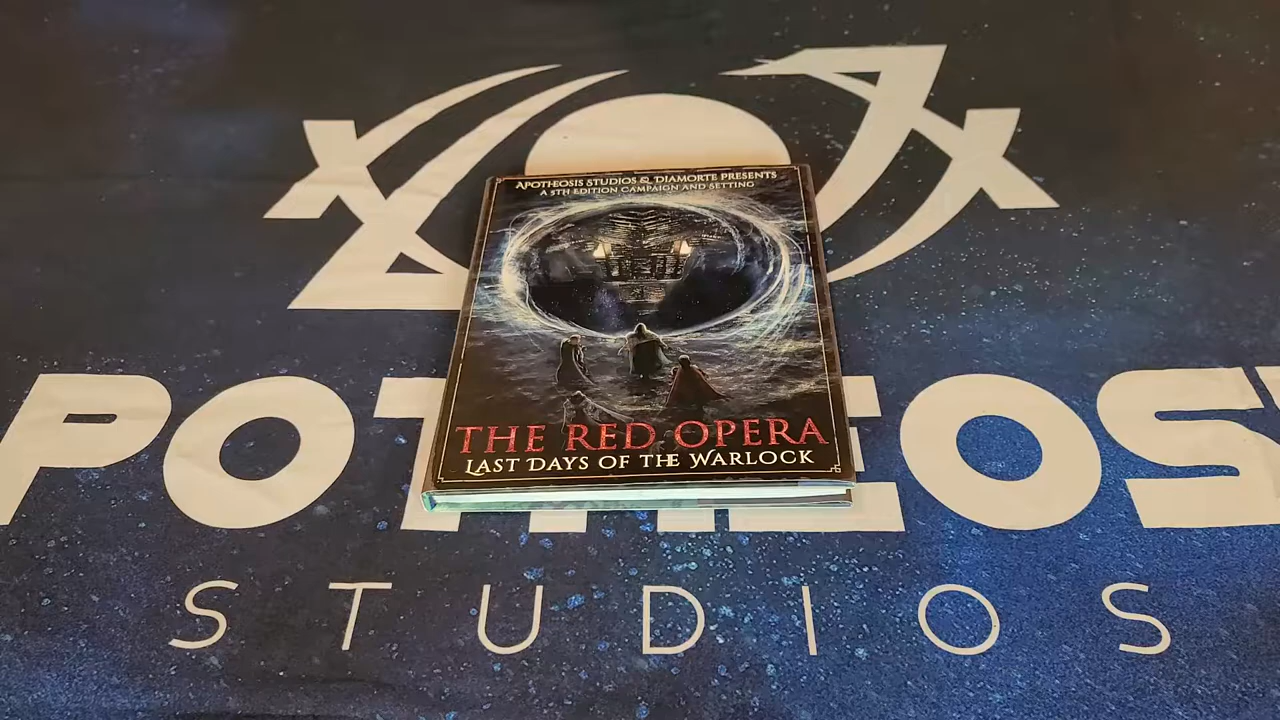 APOTHEOSIS STUDIOS & DIAMORTE PRESENTS
A 5TH EDITION CAMPAIGN AND SETTING
THE RED OPERA
LAST DAYS OF THE WARLOCK
POTHEOS
STUDIOS